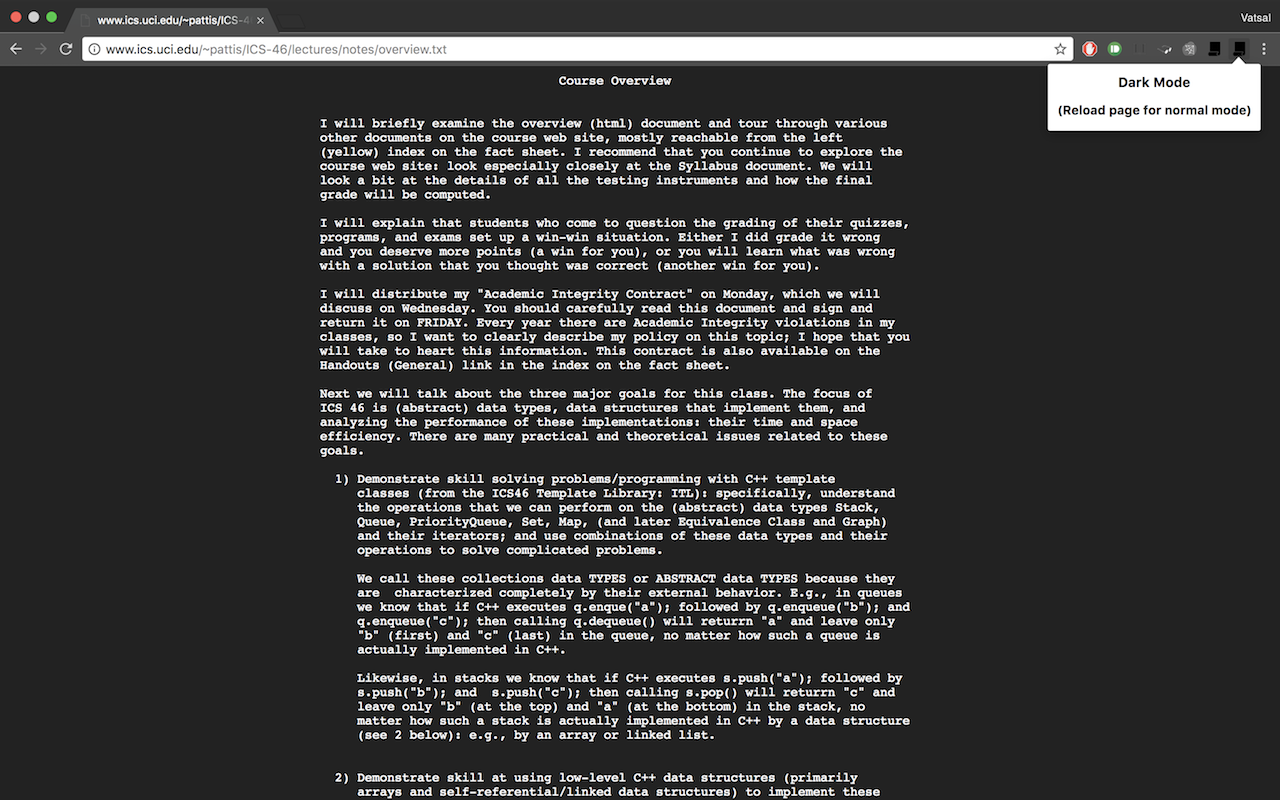 www.ics.uci.edu/~pattis/ICS-4
Vatsal
www.ics.uci.edu/~pattis/ICS-46/lectures/notes/overview.txt
Dark Mode
(Reload page for normal mode)
Course Overview
I will briefly examine the overview (html) document and tour through various
other documents on the course web site, mostly reachable from the left
(yellow) index on the fact sheet. I recommend that you continue to explore the
course web site: look especially closely at the Syllabus document. We will
look a bit at the details of all the testing instruments and how the final
grade will be computed.
I will explain that students who come to question the grading of their quizzes,
programs, and exams set up a win-win situation. Either I did grade it wrong
and you deserve more points (a win for you), or you will learn what was wrong
with a solution that you thought was correct (another win for you).
I will distribute my "Academic Integrity Contract" on Monday, which we will
discuss on Wednesday. You should carefully read this document and sign and
return it on FRIDAY. Every year there are Academic Integrity violations in my
classes, so I want to clearly describe my policy on this topic; I hope that you
will take to heart this information. This contract is also available on the
Handouts (General) link in the index on the fact sheet.
Next we will talk about the three major goals for this class. The focus of
ICS 46 is (abstract) data types, data structures that implement them, and
analyzing the performance of these implementations: their time and space
efficiency. There are many practical and theoretical issues related to these
goals.
1) Demonstrate skill solving problems/programming with C++ template
classes (from the ICS46 Template Library: ITL): specifically, understand
the operations that we can perform on the (abstract) data types Stack,
Queue, PriorityQueue, Set, Map, (and later Equivalence Class and Graph)
and their iterators; and use combinations of these data types and their
operations to solve complicated problems.
We call these collections data TYPES or ABSTRACT data TYPES because they
are  characterized completely by their external behavior. E.g., in queues
we know that if C++ executes q.enque("a"); followed by q.enqueue("b"); and
q.enqueue("c"); then calling q.dequeue() will returrn "a" and leave only
"b" (first) and "c" (last) in the queue, no matter how such a queue is
actually implemented in C++.
Likewise, in stacks we know that if C++ executes s.push("a"); followed by
s.push("b"); and  s.push("c"); then calling s.pop() will returrn "c" and
leave only "b" (at the top) and "a" (at the bottom) in the stack, no
matter how such a stack is actually implemented in C++ by a data structure
(see 2 below): e.g., by an array or linked list.
2) Demonstrate skill at using low-level C++ data structures (primarily
arrays and self-referential/linked data structures) to implement these